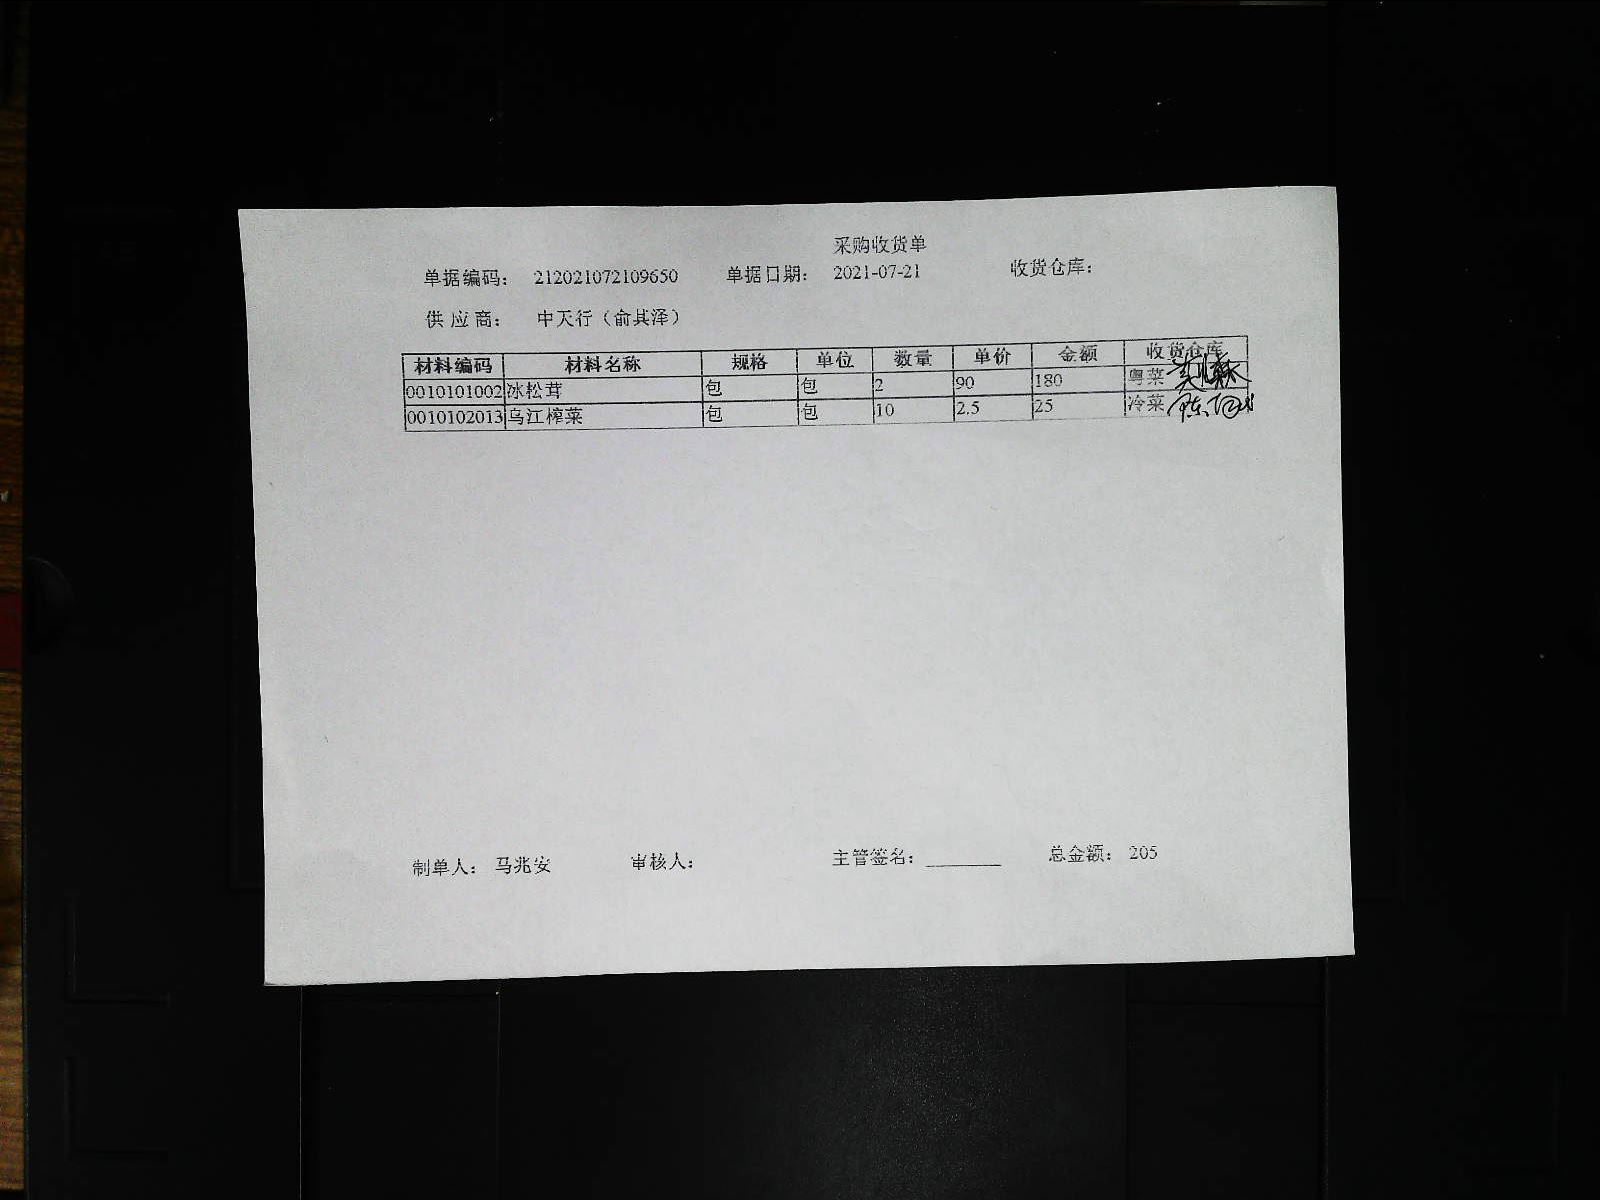 采购收货单
单据编码： 212021072109650 单据日期： 2021-07-21 收货仓库：
供应商： 中天行（俞其泽）
材料编码 材料名称 规格 单位 数量 单价 金额 收货仓库
0010101002 冰松茸 包 包 2 90 180 粤菜
0010102013 乌江榨菜 包 包 10 2.5 25 冷菜
制单人： 马兆安 审核人： 主管签名：________ 总金额： 205